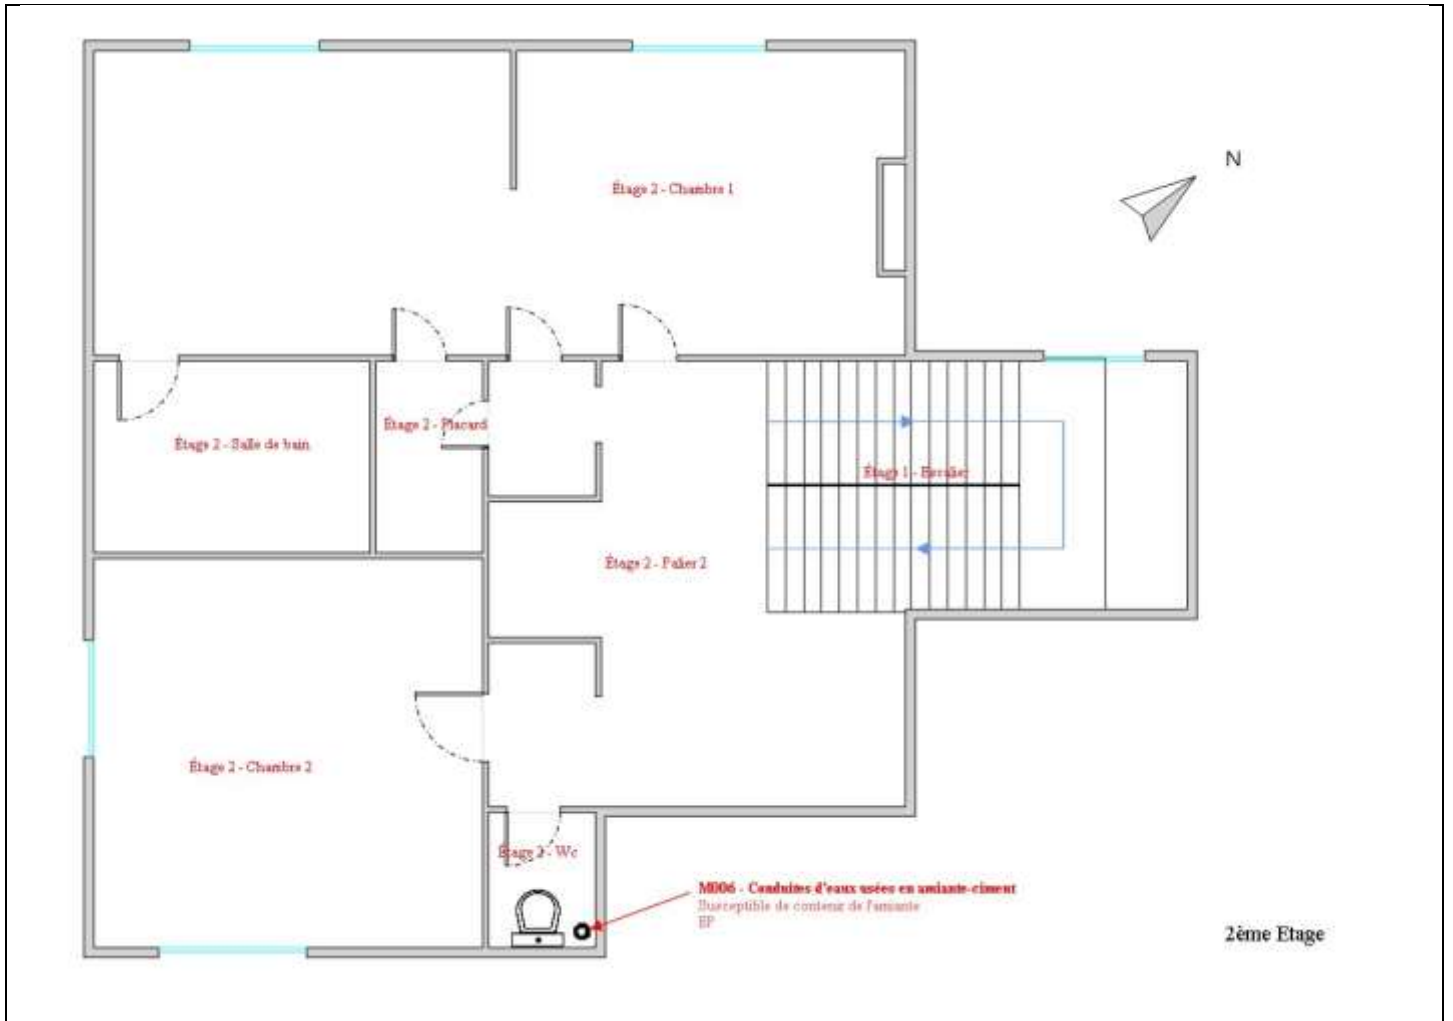 N
Étage 2 - Chambre 1
Étage 2 - Placard
Étage 2 - Salle de bain
Étage 1 - Escalier
Étage 2 - Palier 2
Étage 2 - Chambre 2
Étage 2 - Wc
M006 - Conduites d'eaux usées en amiante-ciment
Susceptible de contenir de l'amiante
EP
2ème Etage